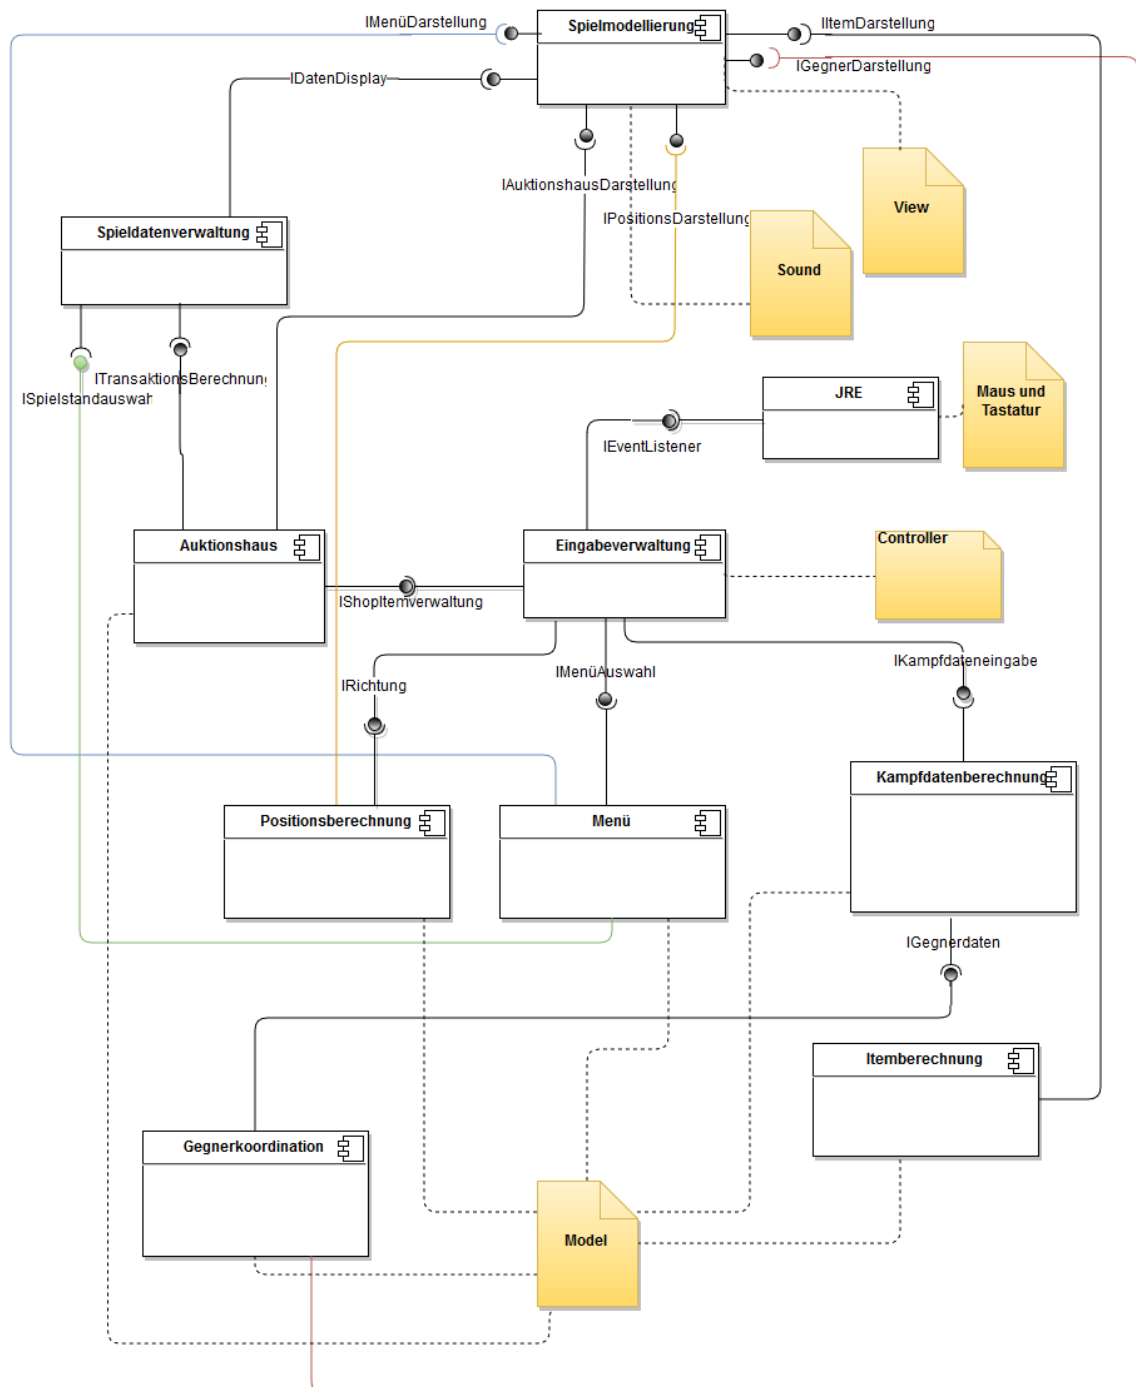 IMenüDarstellung
Spielmodellierung
IItemDarstellung
IGegnerDarstellung
IDatenDisplay
IAuktionshausDarstellung
IPositionsDarstellung
View
Sound
Spieldatenverwaltung
ITransaktionsBerechnung
ISpielstandauswah
JRE
Maus und
Tastatur
IEventListener
Auktionshaus
Eingabeverwaltung
Controller
IShopItemverwaltung
IRichtung
IMenüAuswahl
IKampfdateneingabe
Kampfdatenberechnung
Positionsberechnung
Menü
IGegnerdaten
Itemberechnung
Gegnerkoordination
Model